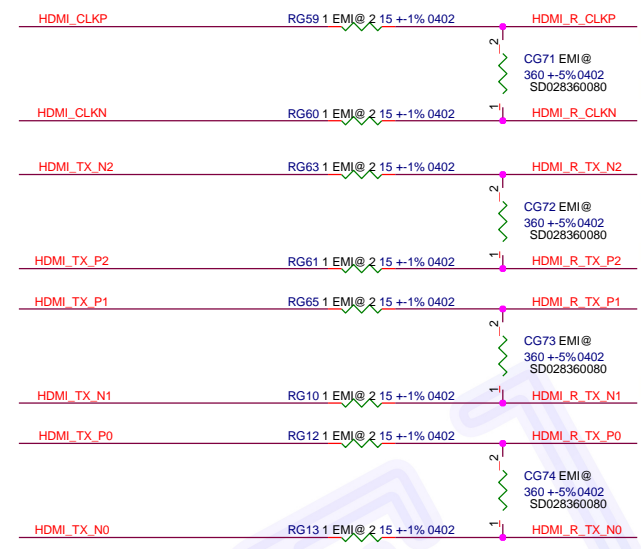 HDMI_CLKP RG59 1 EMI@ 2 15 +-1% 0402 HDMI_R_CLKP
2
CG71 EMI@
360 +-5% 0402
SD028360080
1
HDMI_CLKN RG60 1 EMI@ 2 15 +-1% 0402 HDMI_R_CLKN
HDMI_TX_N2 RG63 1 EMI@ 2 15 +-1% 0402 HDMI_R_TX_N2
2
CG72 EMI@
360 +-5% 0402
SD028360080
1
HDMI_TX_P2 RG61 1 EMI@ 2 15 +-1% 0402 HDMI_R_TX_P2
HDMI_TX_P1 RG65 1 EMI@ 2 15 +-1% 0402 HDMI_R_TX_P1
2
CG73 EMI@
360 +-5% 0402
SD028360080
1
HDMI_TX_N1 RG10 1 EMI@ 2 15 +-1% 0402 HDMI_R_TX_N1
HDMI_TX_P0 RG12 1 EMI@ 2 15 +-1% 0402 HDMI_R_TX_P0
2
CG74 EMI@
360 +-5% 0402
SD028360080
1
HDMI_TX_N0 RG13 1 EMI@ 2 15 +-1% 0402 HDMI_R_TX_N0